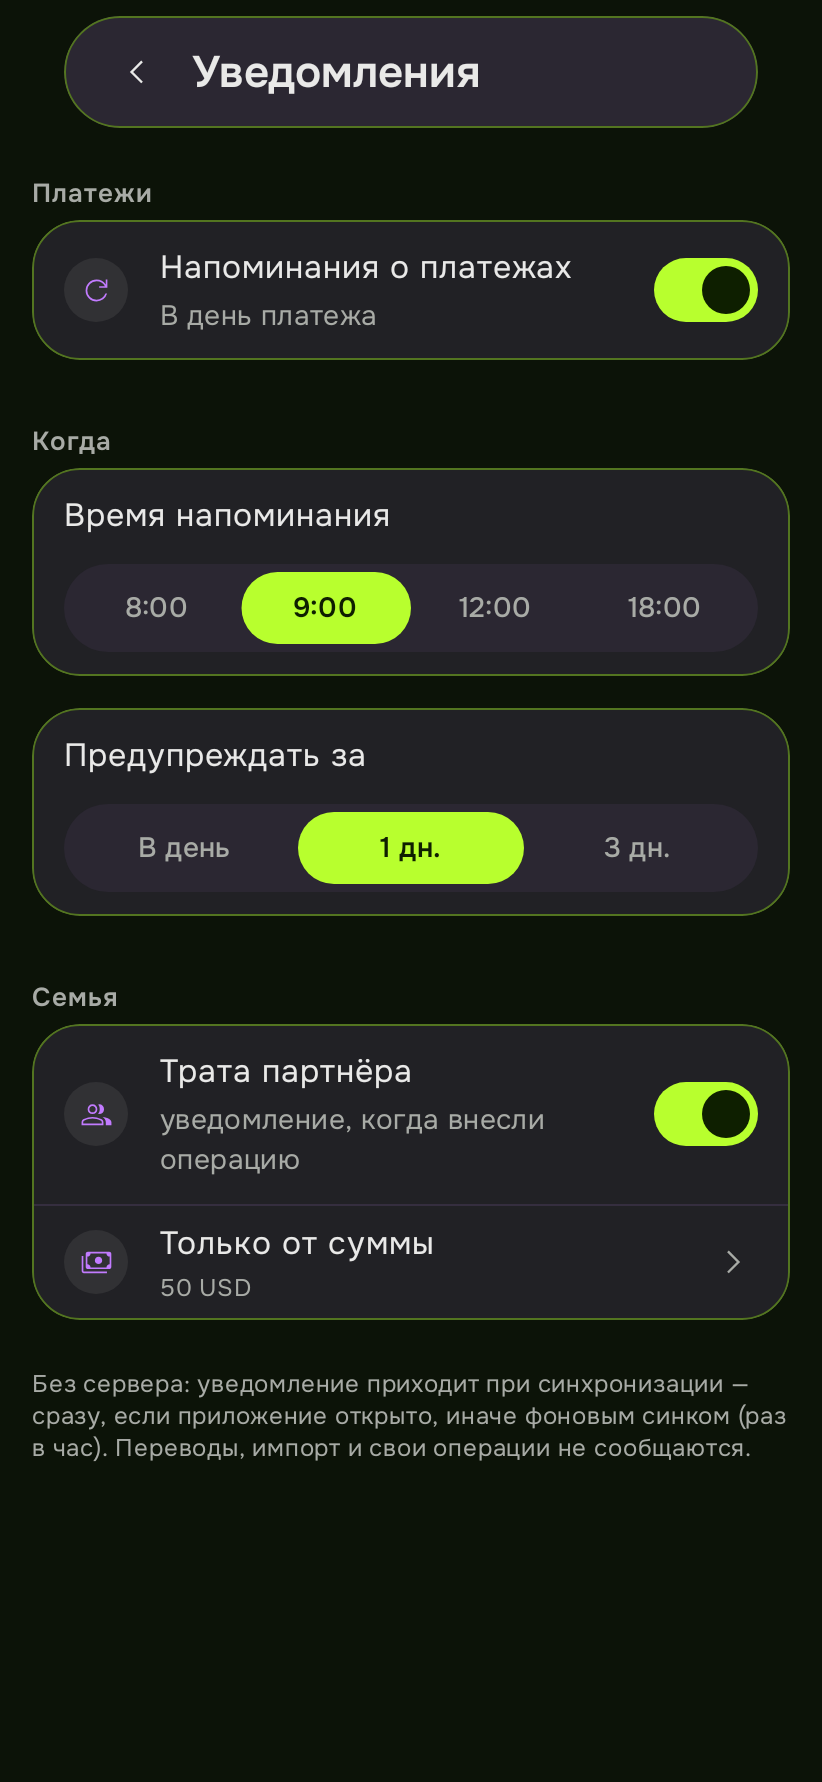 Уведомления
Платежи
Напоминания о платежах
В день платежа
Когда
Время напоминания
8:00 9:00 12:00 18:00
Предупреждать за
В день 1 дн. 3 дн.
Семья
Трата партнёра
уведомление, когда внесли
операцию
Только от суммы
50 USD
Без сервера: уведомление приходит при синхронизации —
сразу, если приложение открыто, иначе фоновым синком (раз
в час). Переводы, импорт и свои операции не сообщаются.